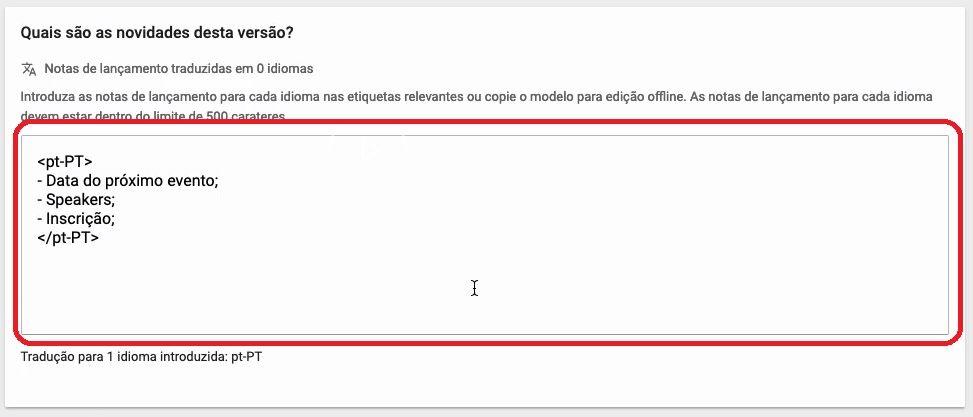 Quais são as novidades desta versão?
Notas de lançamento traduzidas em 0 idiomas
Introduza as notas de lançamento para cada idioma nas etiquetas relevantes ou copie o modelo para edição offline. As notas de lançamento para cada idioma
devem estar dentro do limite de 500 carateres
<pt-PT>
- Data do próximo evento;
- Speakers;
- Inscrição;
</pt-PT>
Tradução para 1 idioma introduzida: pt-PT